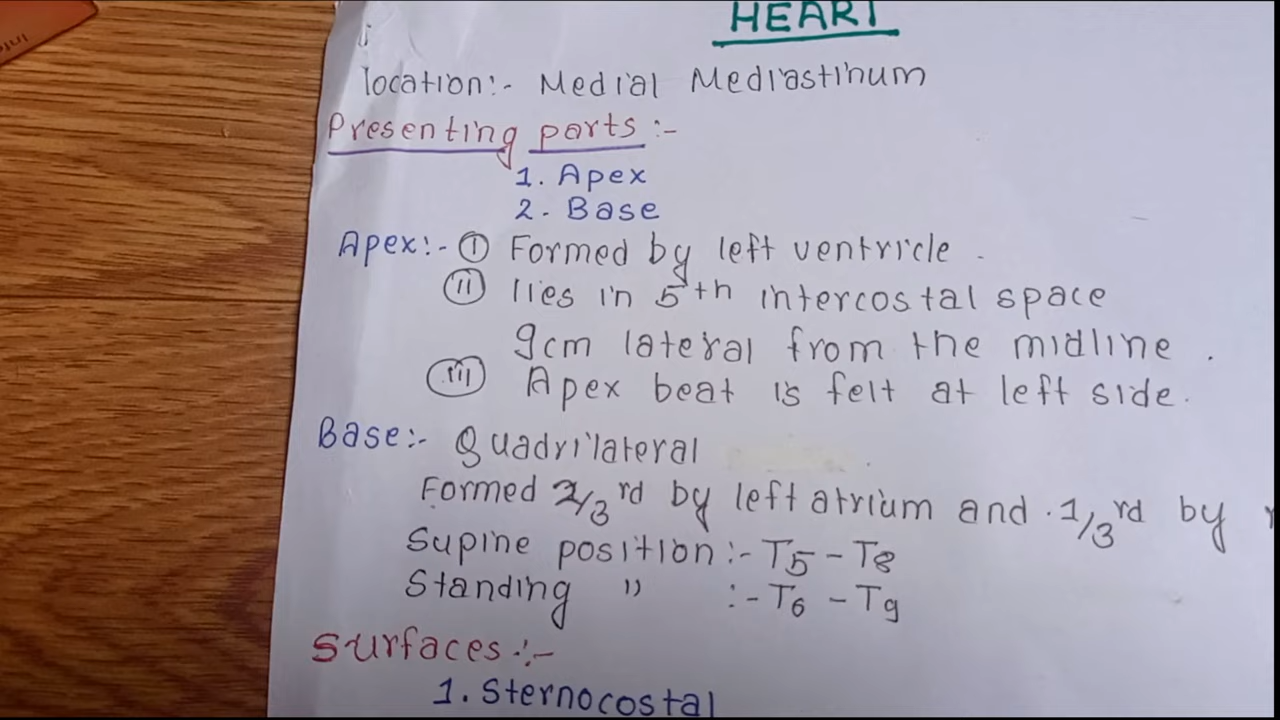 HEART
location:- Medial Mediastinum
Presenting parts :-
1. Apex
2. Base
Apex:- (i) Formed by left ventricle
(ii) lies in 5th intercostal space
9cm lateral from the midline.
(iii) Apex beat is felt at left side.
Base:- Quadrilateral
Formed 2/3rd by left atrium and 1/3rd by
Supine position:- T5 - T8
Standing " :- T6 - T9
Surfaces :-
1. Sternocostal